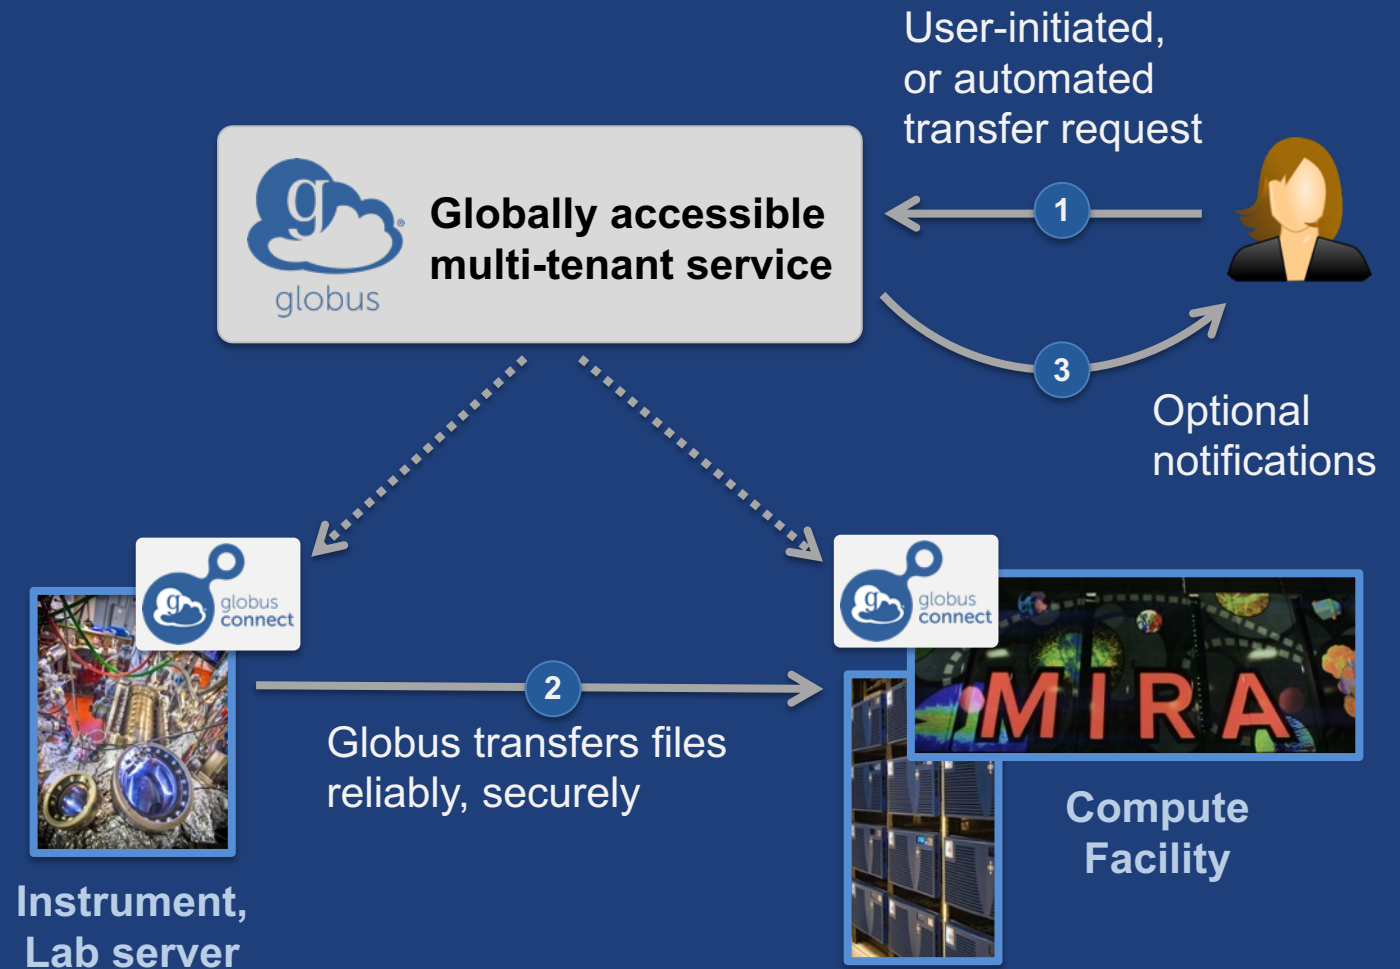 User-initiated,
or automated
transfer request
g
®
globus
Globally accessible
multi-tenant service
1
3
Optional
notifications
g
globus
connect
g
globus
connect
2
Globus transfers files
reliably, securely
MIRA
Compute
Facility
Instrument,
Lab server